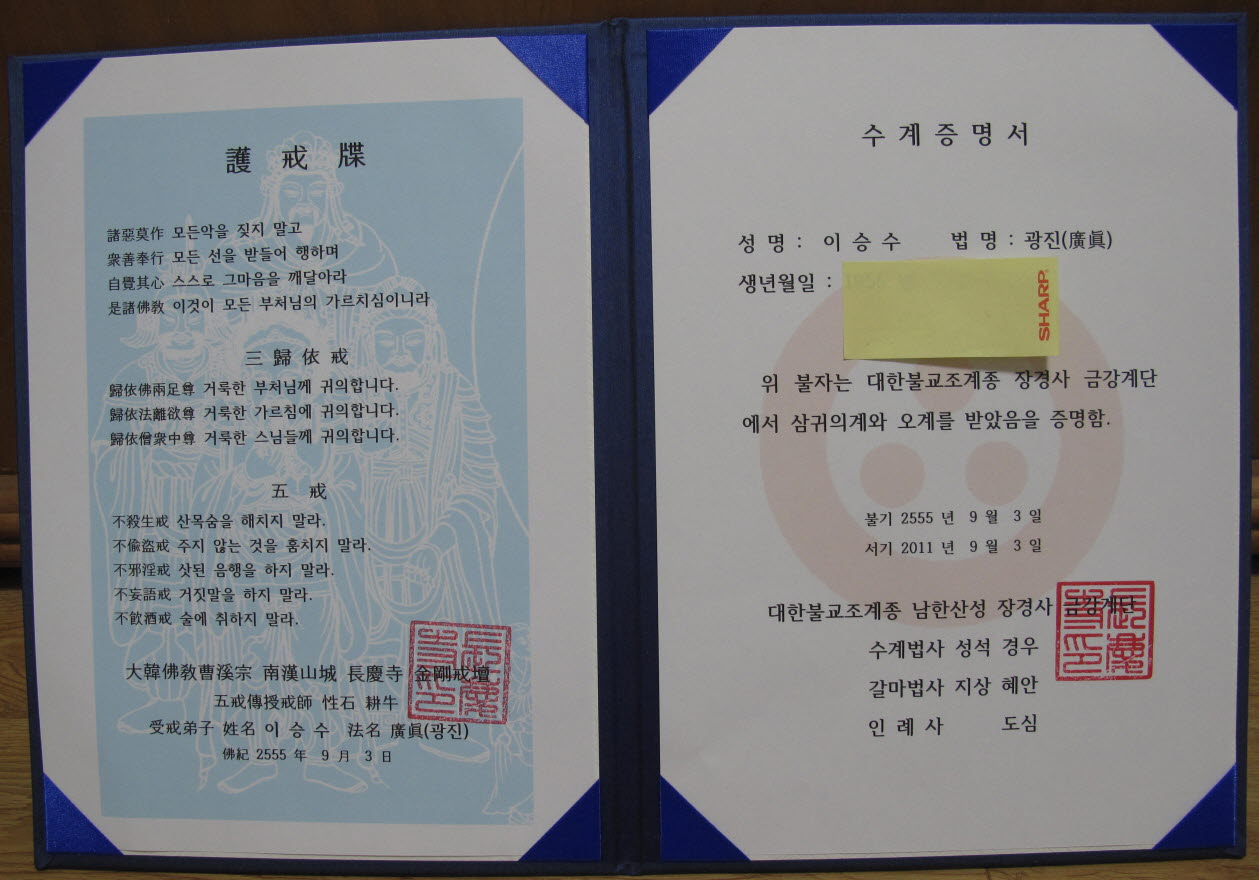 護 戒 牒
諸惡莫作 모든악을 짖지 말고
衆善奉行 모든 선을 받들어 행하며
自覺其心 스스로 그마음을 깨달아라
是諸佛敎 이것이 모든 부처님의 가르치심이니라
三 歸 依 戒
歸依佛兩足尊 거룩한 부처님께 귀의합니다.
歸依法離欲尊 거룩한 가르침에 귀의합니다.
歸依僧衆中尊 거룩한 스님들께 귀의합니다.
五 戒
不殺生戒 산목숨을 해치지 말라.
不偸盜戒 주지 않는 것을 훔치지 말라.
不邪淫戒 삿된 음행을 하지 말라.
不妄語戒 거짓말을 하지 말라.
不飮酒戒 술에 취하지 말라.
大韓佛敎曹溪宗 南漢山城 長慶寺 金剛戒壇
五戒傳授戒師 性石 耕牛
受戒弟子 姓名 이 승 수 法名 廣眞(광진)
佛紀 2555 年 9 月 3 日
수 계 증 명 서
성 명 : 이 승 수 법 명 : 광진(廣眞)
생년월일 :
SHARP
위 불자는 대한불교조계종 장경사 금강계단
에서 삼귀의계와 오계를 받았음을 증명함.
불기 2555 년 9 월 3 일
서기 2011 년 9 월 3 일
대한불교조계종 남한산성 장경사 금강계단
수계법사 성석 경우
갈마법사 지상 혜안
인 례 사 도심